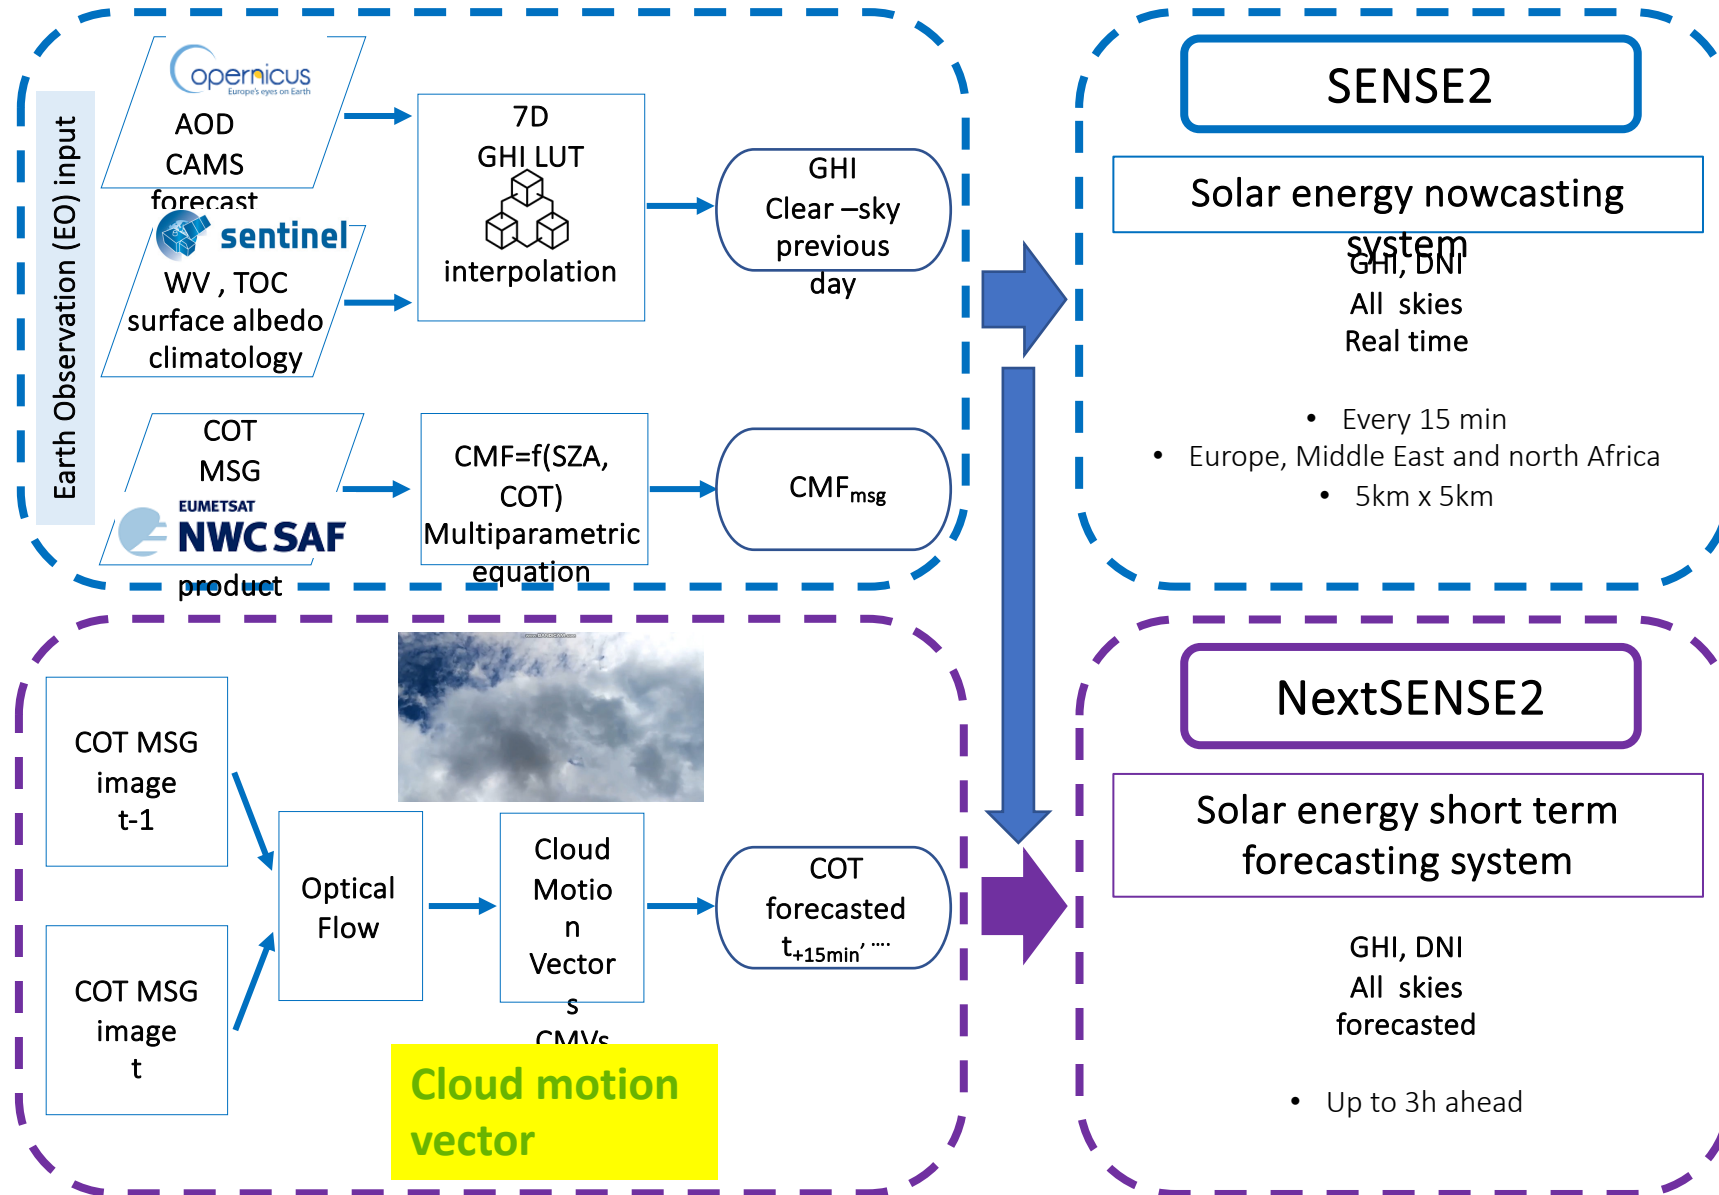 Earth Observation (EO) input
opernicus
Europe's eyes on Earth
AOD
CAMS
forecast
sentinel
WV , TOC
surface albedo
climatology
7D
GHI LUT
interpolation
GHI
Clear –sky
previous
day
COT
MSG
EUMETSAT
NWC SAF
product
CMF=f(SZA,
COT)
Multiparametric
equation
CMFmsg
SENSE2
Solar energy nowcasting
system
GHI, DNI
All skies
Real time
• Every 15 min
• Europe, Middle East and north Africa
• 5km x 5km
COT MSG
image
t-1
COT MSG
image
t
Optical
Flow
Cloud
Motio
n
Vector
s
CMVs
Cloud motion
vector
COT
forecasted
t+15min, ....
NextSENSE2
Solar energy short term
forecasting system
GHI, DNI
All skies
forecasted
• Up to 3h ahead